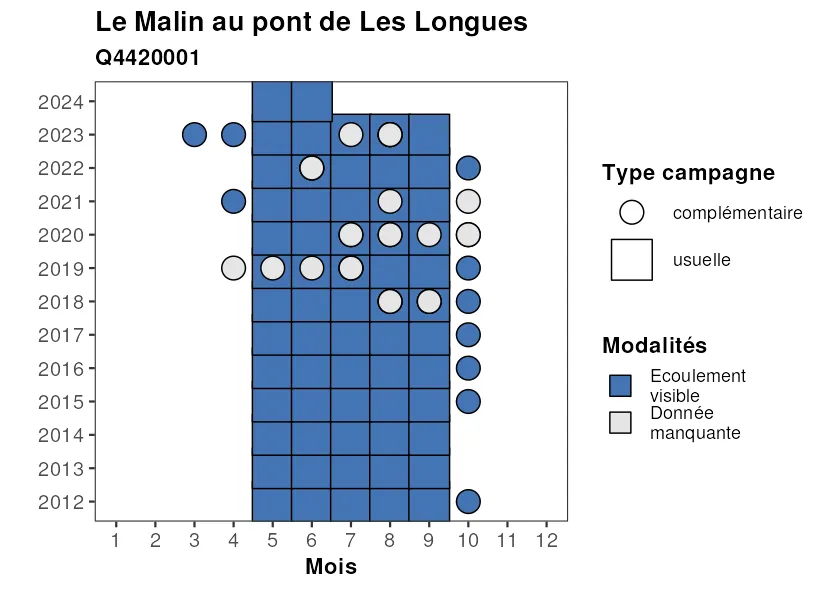 Le Malin au pont de Les Longues
Q4420001
2024
2023
2022
2021
2020
2019
2018
2017
2016
2015
2014
2013
2012
1 2 3 4 5 6 7 8 9 10 11 12
Mois
Type campagne
complémentaire
usuelle
Modalités
Ecoulement
visible
Donnée
manquante